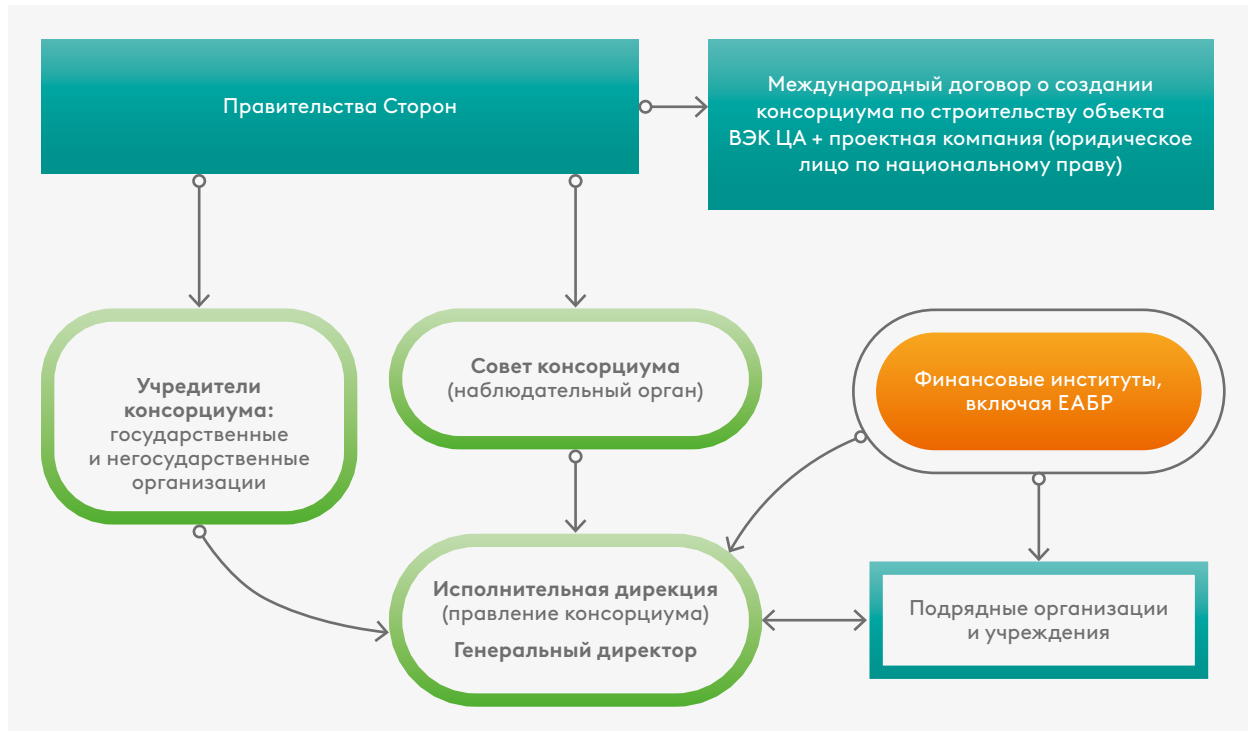 Правительства Сторон
Международный договор о создании
консорциума по строительству объекта
ВЭК ЦА + проектная компания (юридическое
лицо по национальному праву)
Учредители
консорциума:
государственные
и негосударственные
организации
Совет консорциума
(наблюдательный орган)
Финансовые институты,
включая ЕАБР
Исполнительная дирекция
(правление консорциума)
Генеральный директор
Подрядные организации
и учреждения